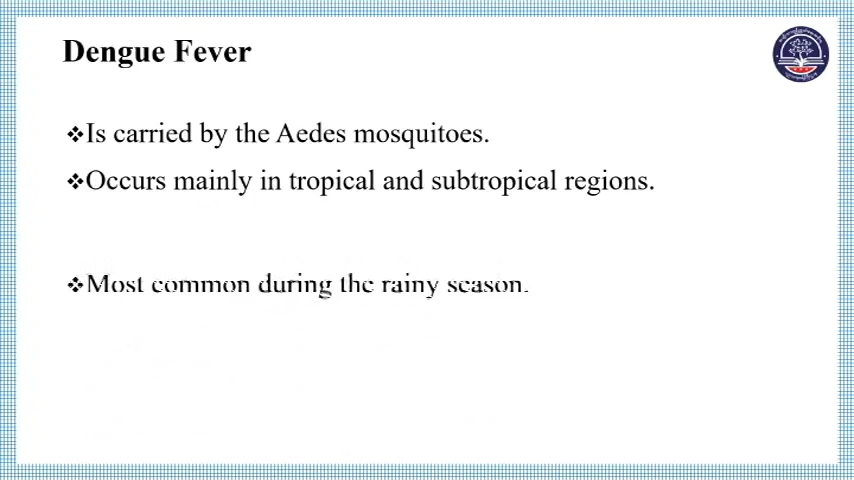 Dengue Fever
❖Is carried by the Aedes mosquitoes.
❖Occurs mainly in tropical and subtropical regions.
❖Most common during the rainy season.